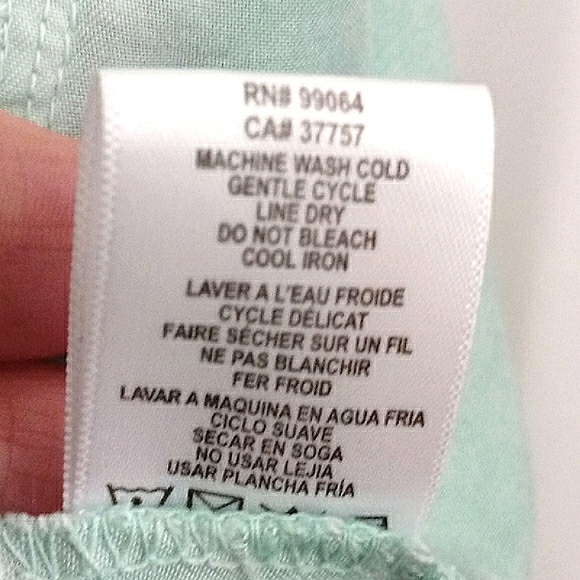 RN# 99064
CA# 37757
MACHINE WASH COLD
GENTLE CYCLE
LINE DRY
DO NOT BLEACH
COOL IRON
LAVER A L'EAU FROIDE
CYCLE DÉLICAT
FAIRE SÉCHER SUR UN FIL
NE PAS BLANCHIR
FER FROID
LAVAR A MAQUINA EN AGUA FRIA
CICLO SUAVE
SECAR EN SOGA
NO USAR LEJIA
USAR PLANCHA FRÍA